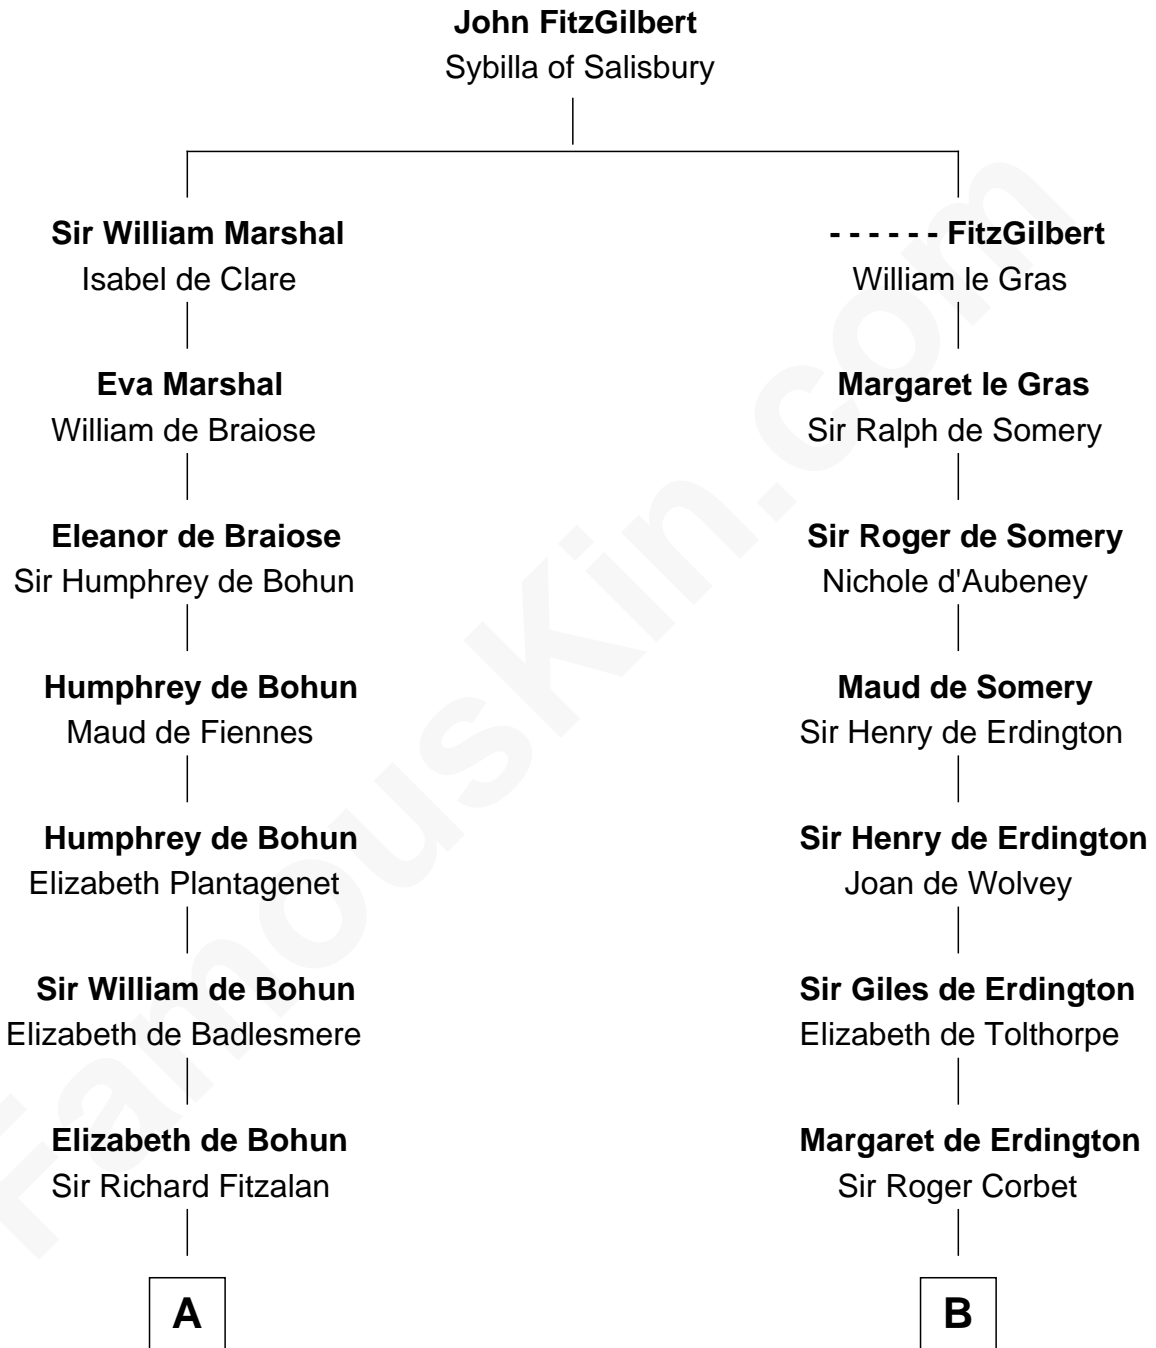 John FitzGilbert
Sybilla of Salisbury
Sir William Marshal
Isabel de Clare
- - - - - - FitzGilbert
William le Gras
Eva Marshal
William de Braiose
Margaret le Gras
Sir Ralph de Somery
Eleanor de Braiose
Sir Humphrey de Bohun
Sir Roger de Somery
Nichole d'Aubeney
Humphrey de Bohun
Maud de Fiennes
Maud de Somery
Sir Henry de Erdington
Humphrey de Bohun
Elizabeth Plantagenet
Sir Henry de Erdington
Joan de Wolvey
Sir William de Bohun
Elizabeth de Badlesmere
Sir Giles de Erdington
Elizabeth de Tolthorpe
Elizabeth de Bohun
Sir Richard Fitzalan
Margaret de Erdington
Sir Roger Corbet
A
B
FamousKin.com